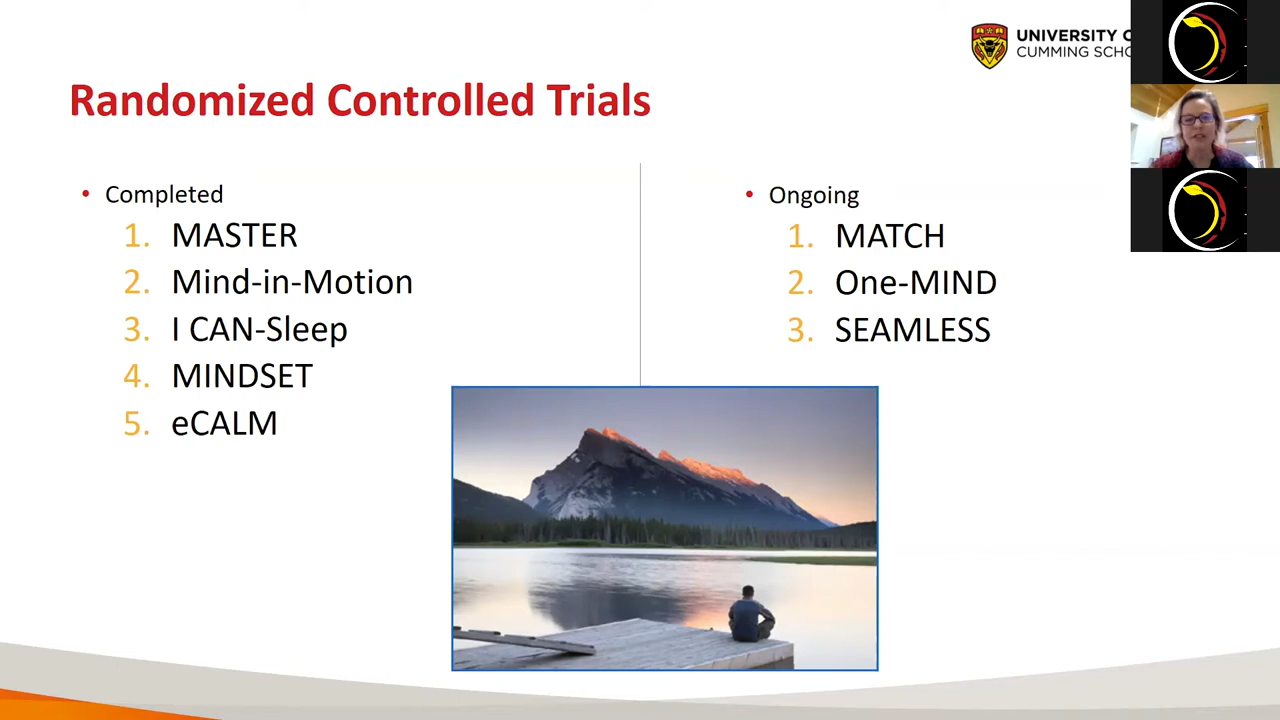 UNIVERSITY
CUMMING
Randomized Controlled Trials
• Completed
1. MASTER
2. Mind-in-Motion
3. I CAN-Sleep
4. MINDSET
5. eCALM
• Ongoing
1. MATCH
2. One-MIND
3. SEAMLESS